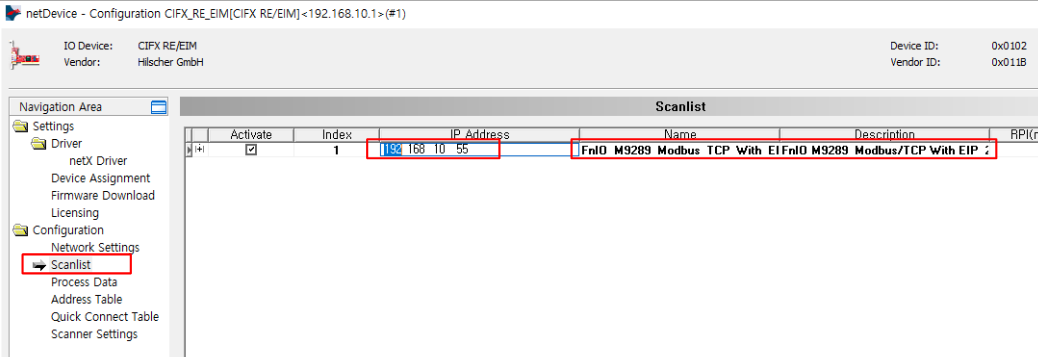 netDevice - Configuration CIFX_RE_EIM[CIFX RE/EIM]<192.168.10.1>(#1)
IO Device: CIFX RE/EIM Device ID: 0x0102
Vendor: Hilscher GmbH Vendor ID: 0x011B
Navigation Area
Scanlist
Settings
Driver
netX Driver
Device Assignment
Firmware Download
Licensing
Configuration
Network Settings
Scanlist
Process Data
Address Table
Quick Connect Table
Scanner Settings
Activate Index IP Address Name Description
1 192 168 10 55 FnIO M9289 Modbus TCP With EI FnIO M9289 Modbus/TCP With EIP